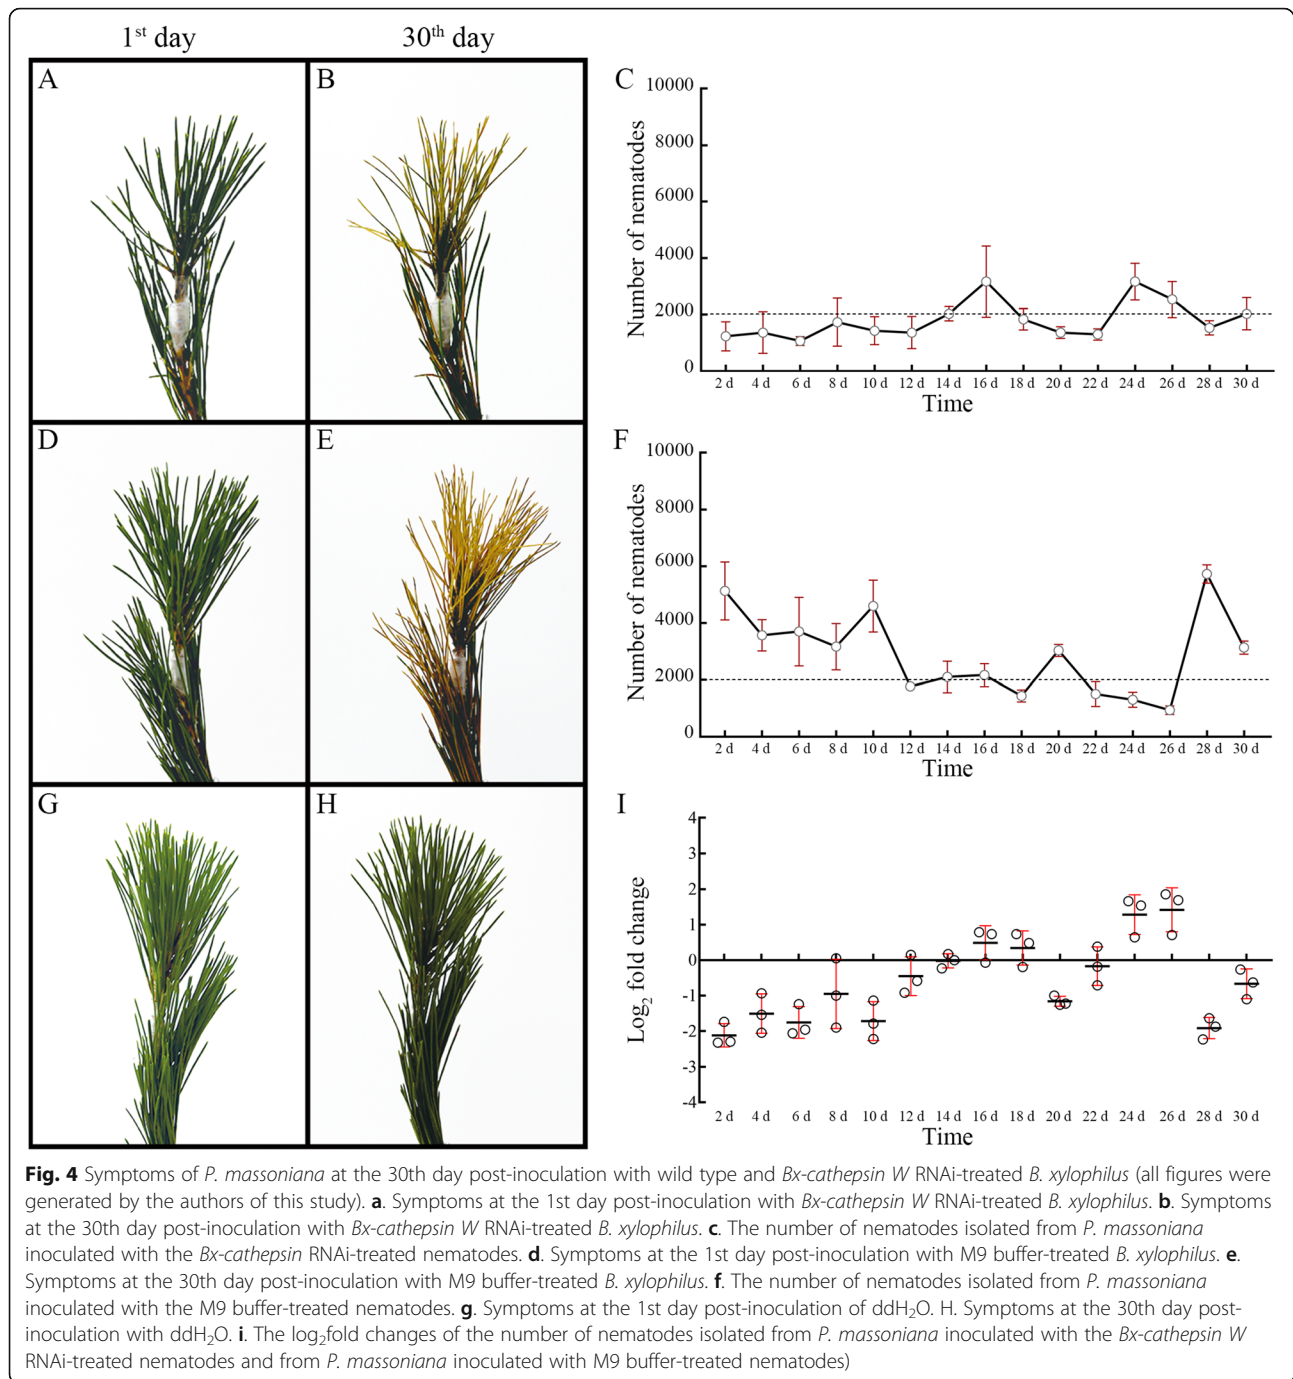 1st day
30th day
A
B
C
10000
8000
6000
4000
2000
0
Number of nematodes
2 d 4 d 6 d 8 d 10 d 12 d 14 d 16 d 18 d 20 d 22 d 24 d 26 d 28 d 30 d
Time
D
E
F
10000
8000
6000
4000
2000
0
Number of nematodes
2 d 4 d 6 d 8 d 10 d 12 d 14 d 16 d 18 d 20 d 22 d 24 d 26 d 28 d 30 d
Time
G
H
I
4
3
2
1
0
-1
-2
-3
-4
Log2 fold change
2 d 4 d 6 d 8 d 10 d 12 d 14 d 16 d 18 d 20 d 22 d 24 d 26 d 28 d 30 d
Time
Fig. 4 Symptoms of P. massoniana at the 30th day post-inoculation with wild type and Bx-cathepsin W RNAi-treated B. xylophilus (all figures were
generated by the authors of this study). a. Symptoms at the 1st day post-inoculation with Bx-cathepsin W RNAi-treated B. xylophilus. b. Symptoms
at the 30th day post-inoculation with Bx-cathepsin W RNAi-treated B. xylophilus. c. The number of nematodes isolated from P. massoniana
inoculated with the Bx-cathepsin RNAi-treated nematodes. d. Symptoms at the 1st day post-inoculation with M9 buffer-treated B. xylophilus. e.
Symptoms at the 30th day post-inoculation with M9 buffer-treated B. xylophilus. f. The number of nematodes isolated from P. massoniana
inoculated with the M9 buffer-treated nematodes. g. Symptoms at the 1st day post-inoculation of ddH2O. H. Symptoms at the 30th day post-
inoculation with ddH2O. i. The log2fold changes of the number of nematodes isolated from P. massoniana inoculated with the Bx-cathepsin W
RNAi-treated nematodes and from P. massoniana inoculated with M9 buffer-treated nematodes)